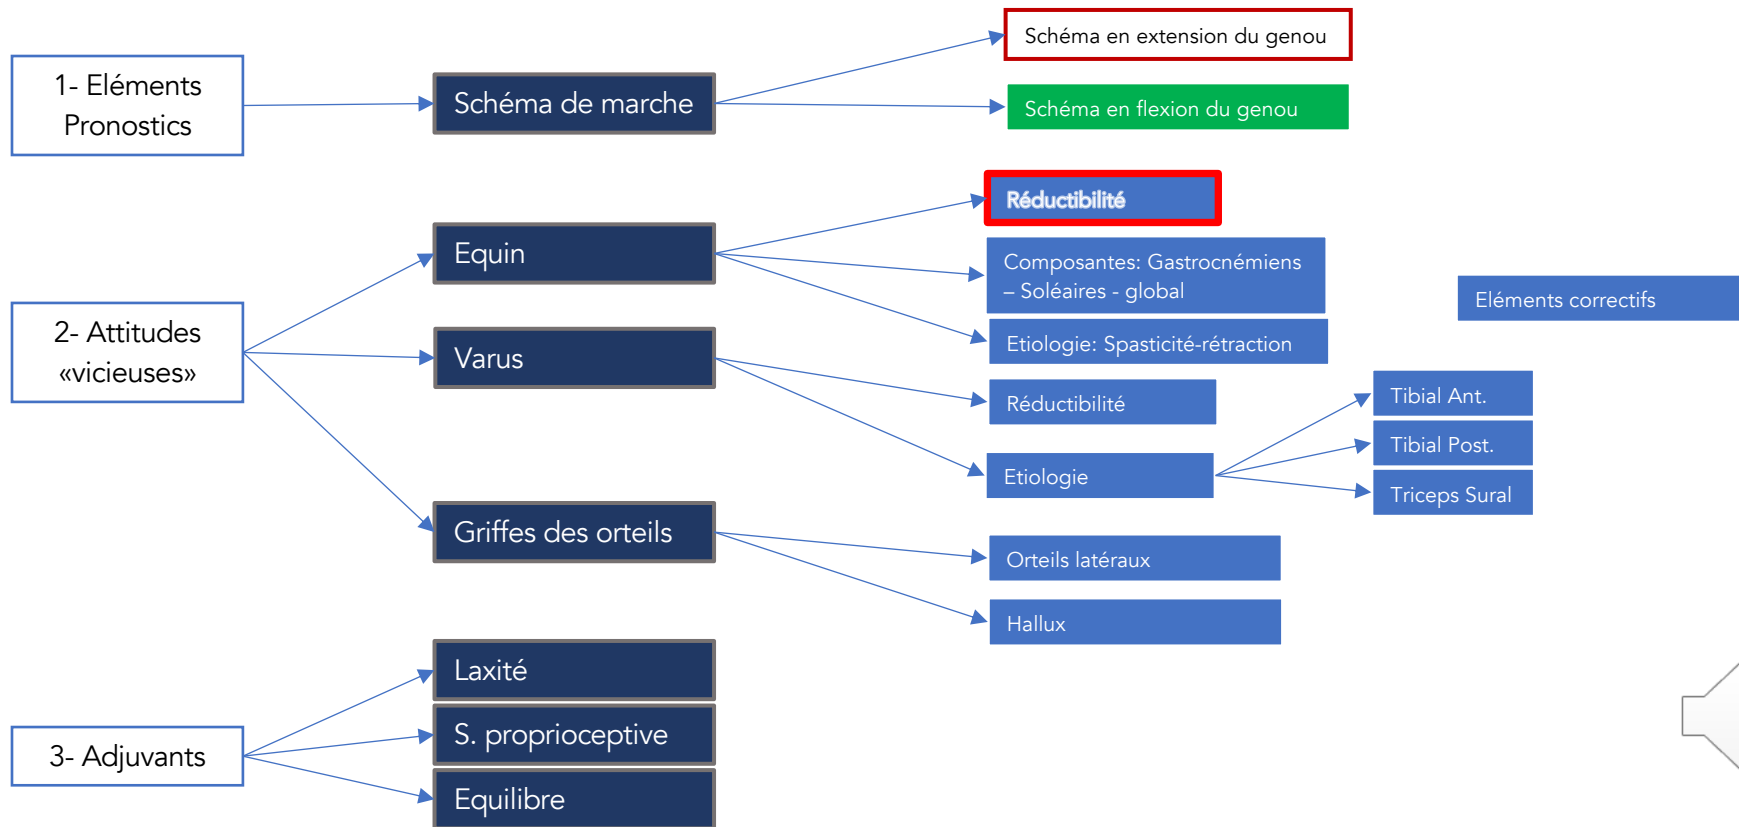 1- Eléments
Pronostics
Schéma de marche
Schéma en extension du genou
Schéma en flexion du genou
2- Attitudes
«vicieuses»
Equin
Réductibilité
Composantes: Gastrocnémiens
– Soléaires - global
Etiologie: Spasticité-rétraction
Eléments correctifs
Varus
Réductibilité
Etiologie
Tibial Ant.
Tibial Post.
Triceps Sural
Griffes des orteils
Orteils latéraux
Hallux
3- Adjuvants
Laxité
S. proprioceptive
Equilibre